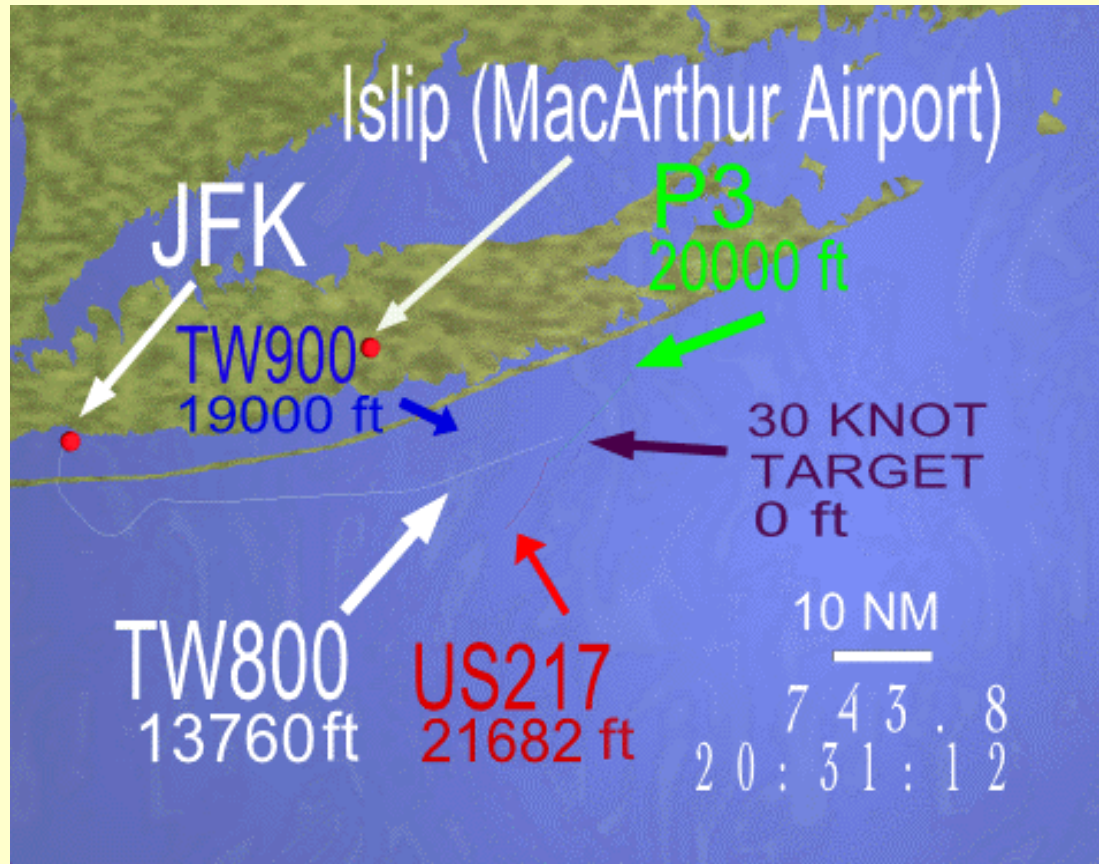 Islip (MacArthur Airport)
P3
20000 ft
JFK
TW900
19000 ft
30 KNOT
TARGET
0 ft
10 NM
TW800
13760 ft
US217
21682 ft
743.8
20:31:12